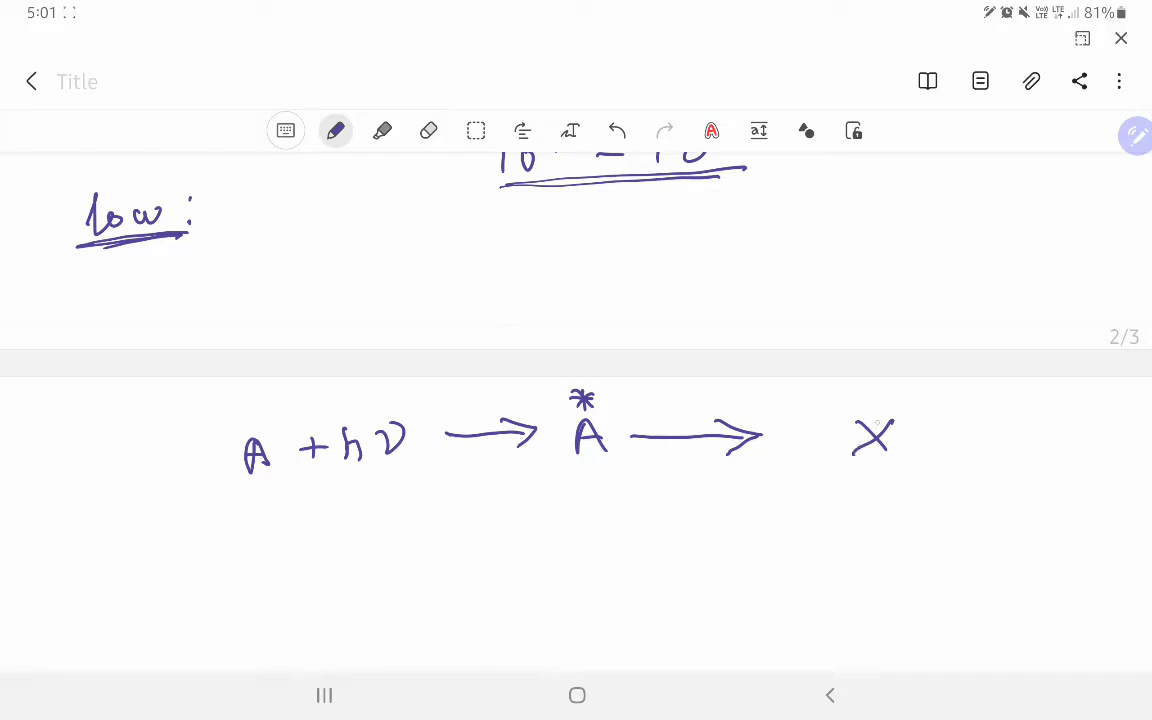 5:01 81%
Title
low:
2/3
*
A + hν → A → X